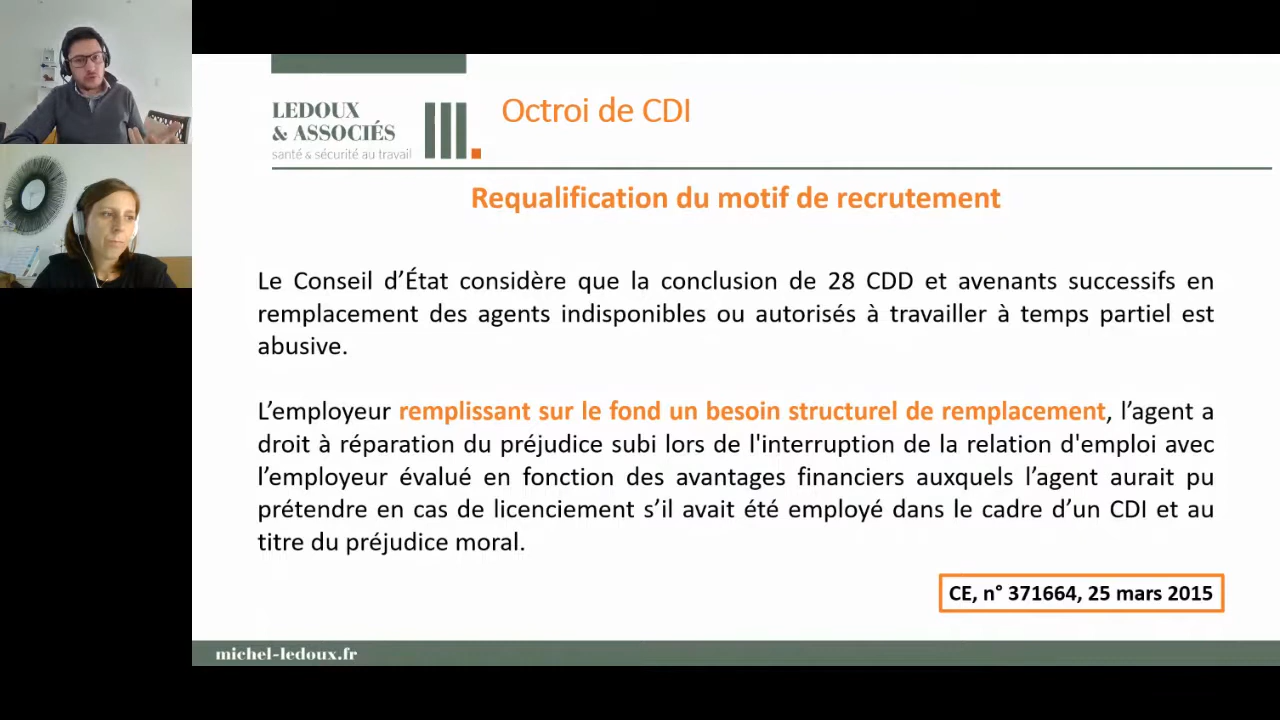 LEDOUX
& ASSOCIÉS
santé & sécurité au travail
Octroi de CDI
Requalification du motif de recrutement
Le Conseil d’État considère que la conclusion de 28 CDD et avenants successifs en
remplacement des agents indisponibles ou autorisés à travailler à temps partiel est
abusive.
L’employeur remplissant sur le fond un besoin structurel de remplacement, l’agent a
droit à réparation du préjudice subi lors de l'interruption de la relation d'emploi avec
l’employeur évalué en fonction des avantages financiers auxquels l’agent aurait pu
prétendre en cas de licenciement s’il avait été employé dans le cadre d’un CDI et au
titre du préjudice moral.
CE, n° 371664, 25 mars 2015
michel-ledoux.fr